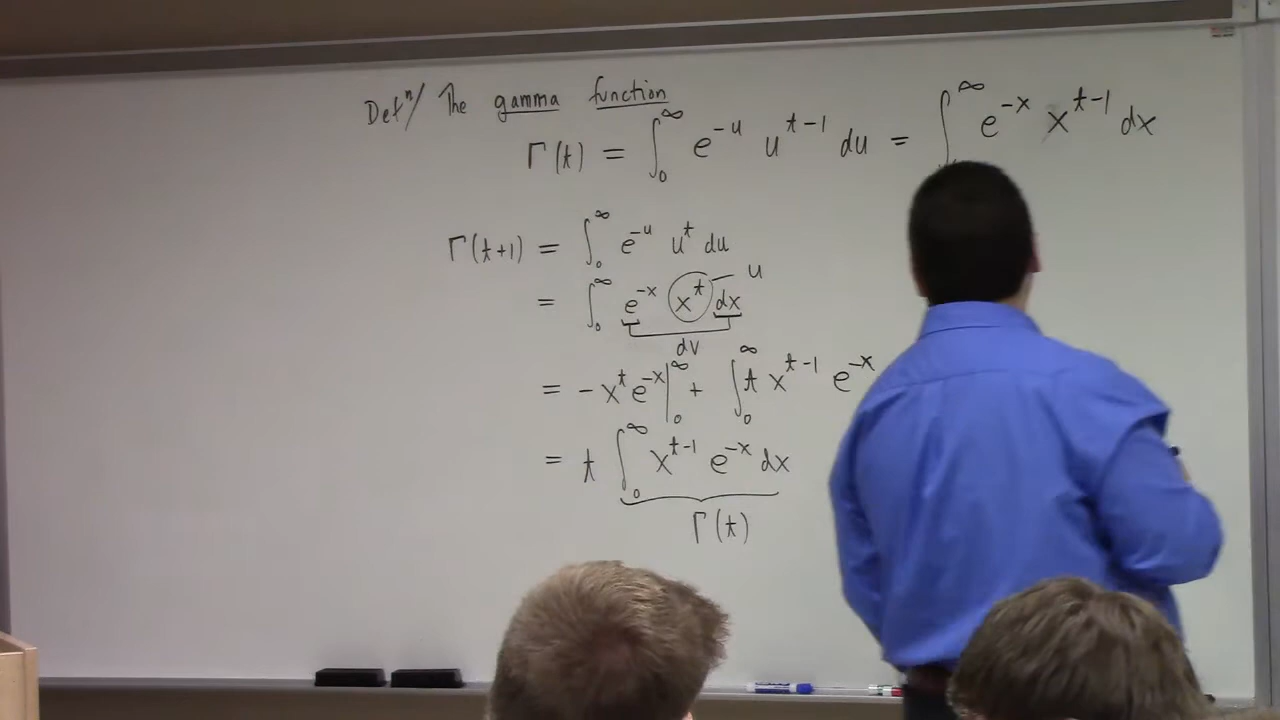 Defⁿ/ The gamma function
Γ(t) = ∫₀^∞ e^{-u} u^{t-1} du = ∫^∞ e^{-x} x^{t-1} dx
Γ(t+1) = ∫₀^∞ e^{-u} u^t du
= ∫₀^∞ e^{-x} x^t dx u
dv
= - x^t e^{-x} |₀^∞ + ∫₀^∞ t x^{t-1} e^{-x}
= t ∫₀^∞ x^{t-1} e^{-x} dx
Γ(t)